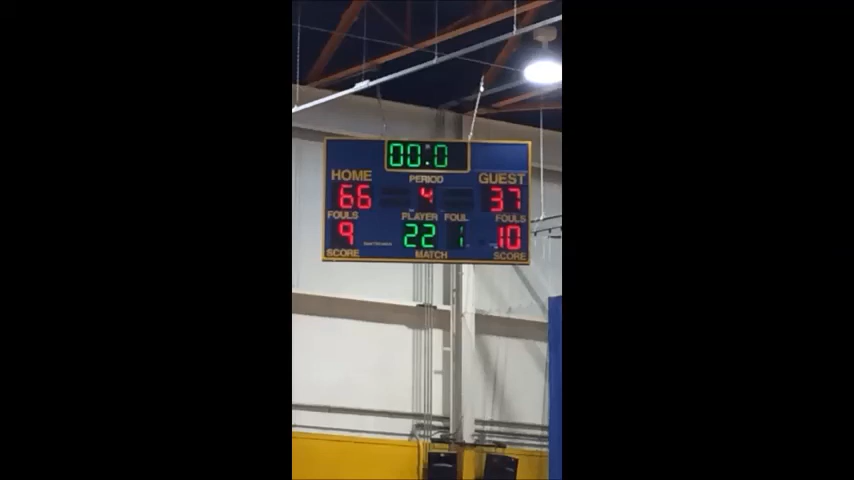 00:0
HOME PERIOD GUEST
66 4 37
FOULS PLAYER FOUL FOULS
9 22 1 10
SCORE MATCH SCORE